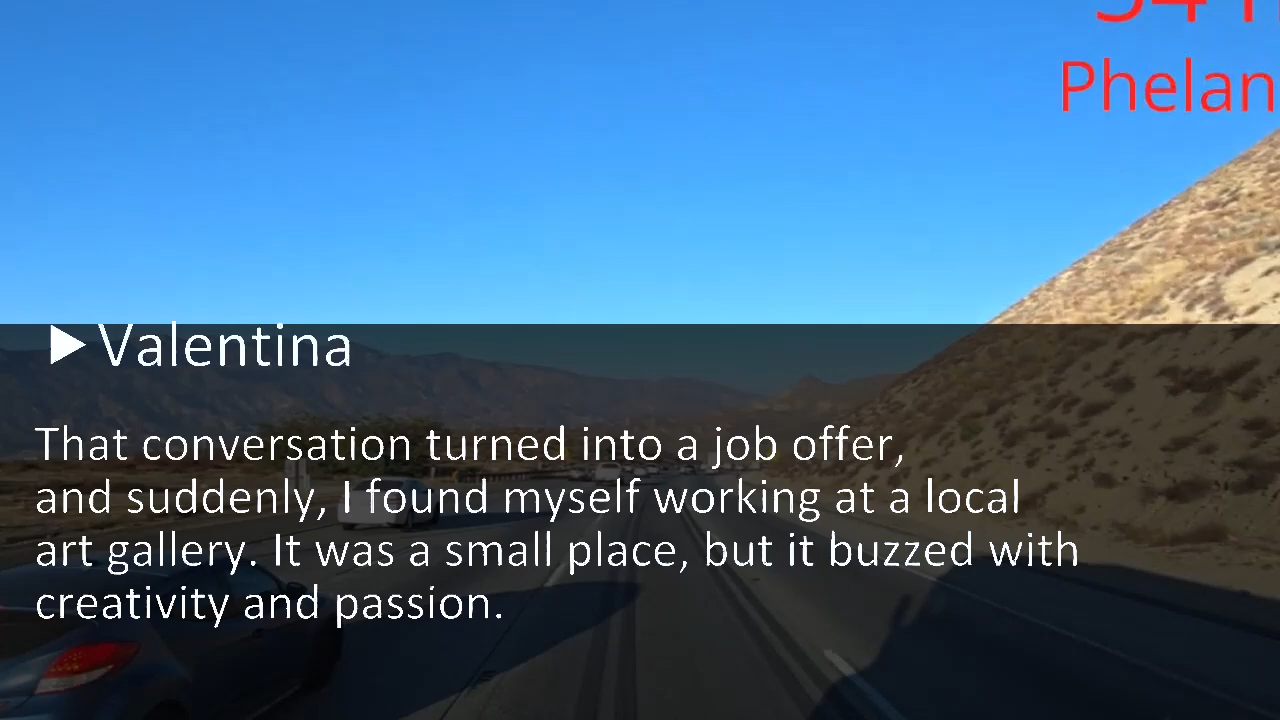 Phelan
▶Valentina
That conversation turned into a job offer,
and suddenly, I found myself working at a local
art gallery. It was a small place, but it buzzed with
creativity and passion.